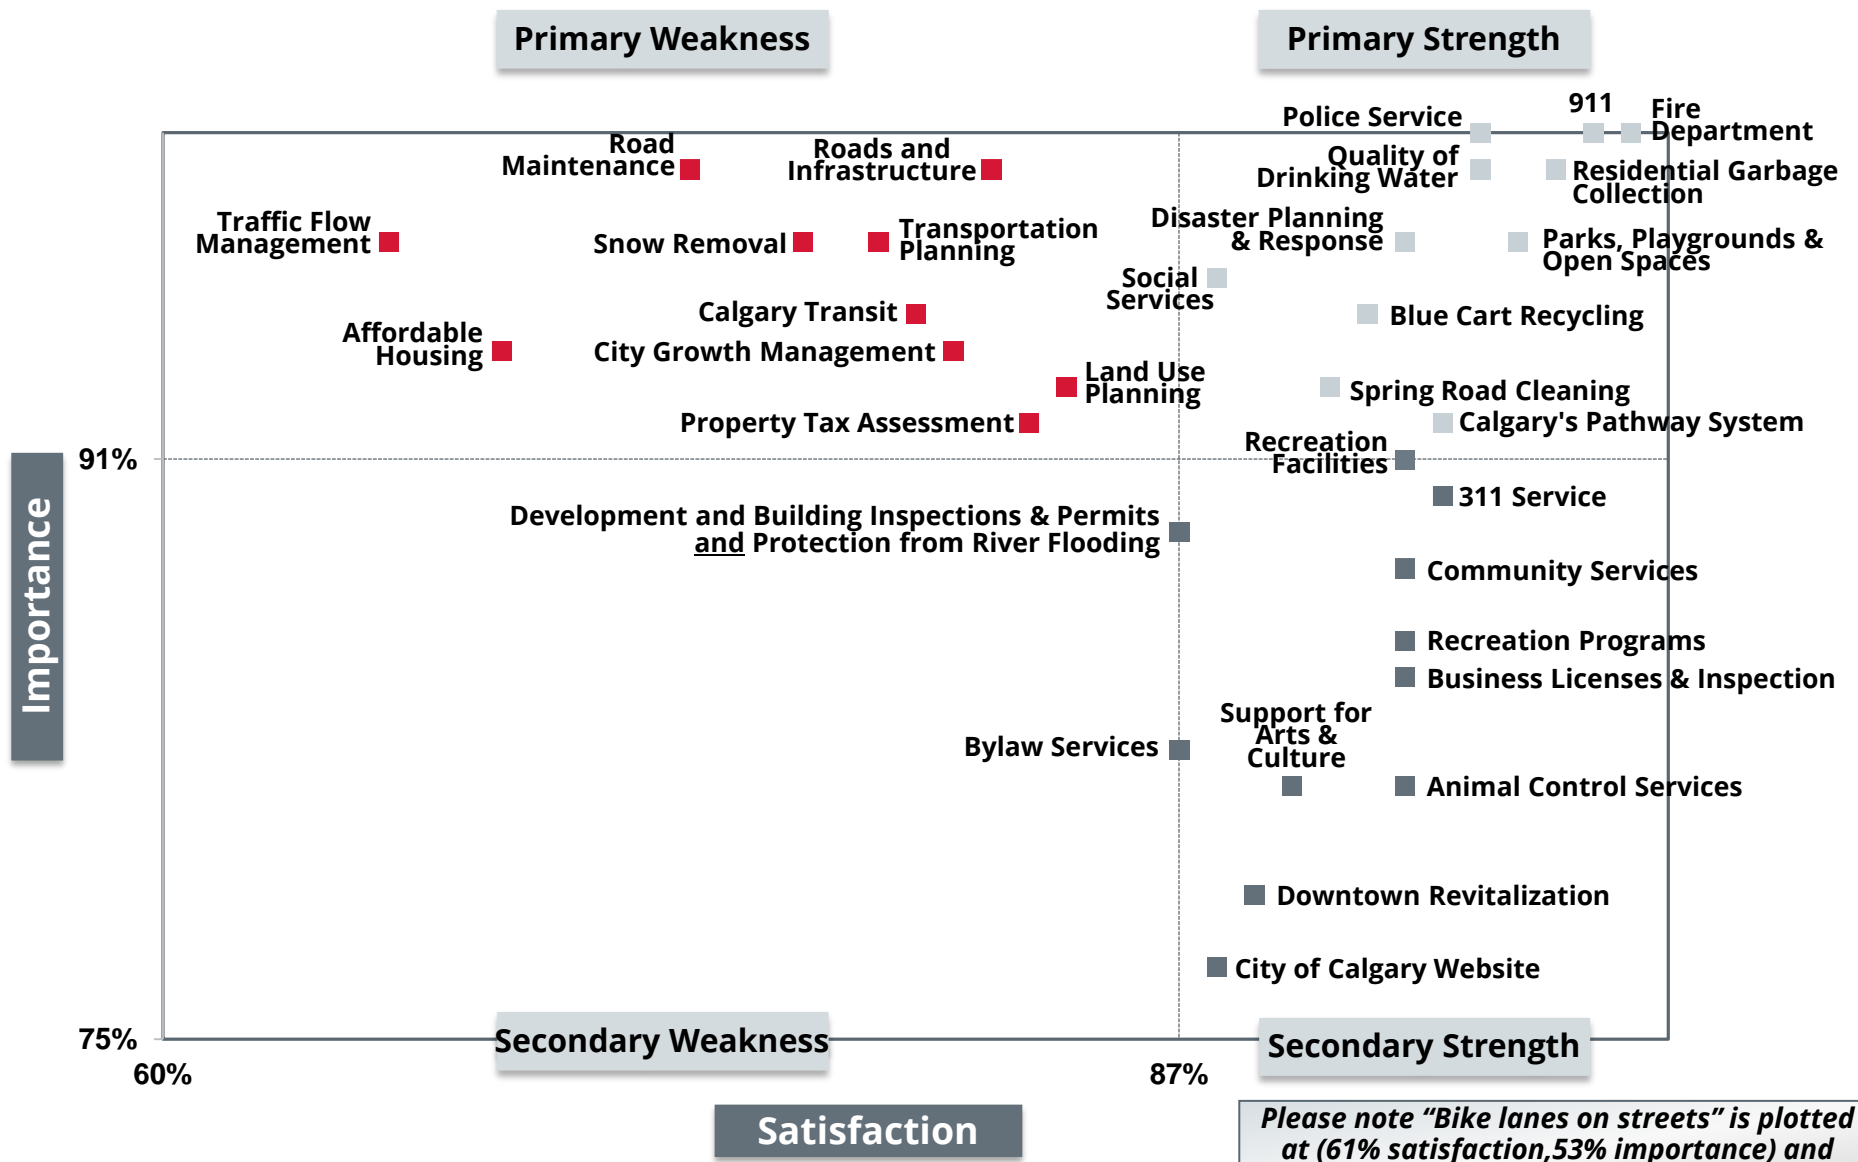 Primary Weakness
Primary Strength
911
Fire
Department
Police Service
Road
Maintenance
Roads and
Infrastructure
Quality of
Drinking Water
Residential Garbage
Collection
Traffic Flow
Management
Snow Removal
Transportation
Planning
Disaster Planning
& Response
Parks, Playgrounds &
Open Spaces
Social
Services
Calgary Transit
Blue Cart Recycling
Affordable
Housing
City Growth Management
Land Use
Planning
Spring Road Cleaning
Property Tax Assessment
Calgary's Pathway System
Recreation
Facilities
91%
311 Service
Development and Building Inspections & Permits
and Protection from River Flooding
Community Services
Importance
Recreation Programs
Business Licenses & Inspection
Support for
Arts &
Culture
Bylaw Services
Animal Control Services
Downtown Revitalization
City of Calgary Website
75%
Secondary Weakness
Secondary Strength
60%
87%
Satisfaction
Please note “Bike lanes on streets” is plotted
at (61% satisfaction,53% importance) and